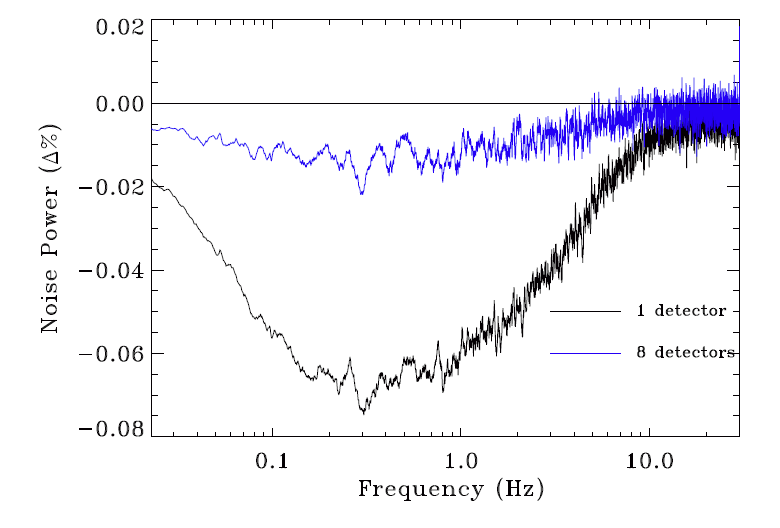 0.02
0.00
−0.02
−0.04
−0.06
−0.08
Noise Power (Δ%)
1 detector
8 detectors
0.1
1.0
10.0
Frequency (Hz)